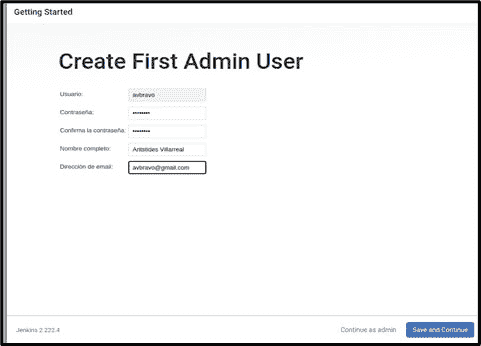 Getting Started
Create First Admin User
Usuario: avbravo
Contraseña: ••••••••
Confirma la contraseña: ••••••••
Nombre completo: Aristides Villarreal
Dirección de email: avbravo@gmail.com
Jenkins 2.223.4 Continue as admin Save and Continue